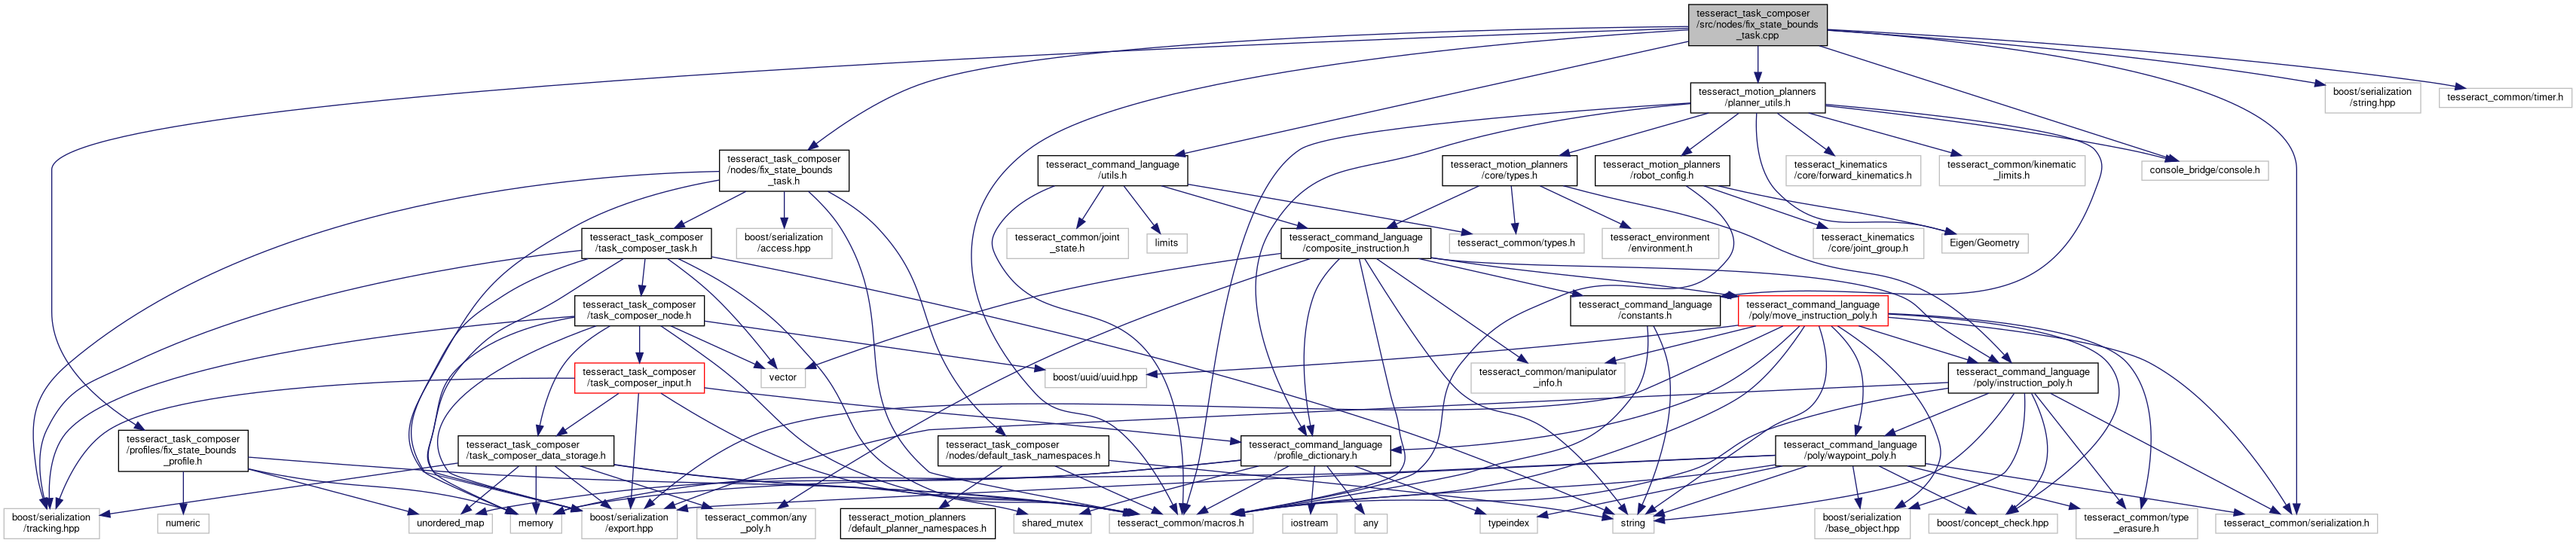 tesseract_task_composer
/src/nodes/fix_state_bounds
_task.cpp
tesseract_motion_planners
/planner_utils.h
boost/serialization
/string.hpp
tesseract_common/timer.h
tesseract_task_composer
/nodes/fix_state_bounds
_task.h
tesseract_command_language
/utils.h
tesseract_motion_planners
/core/types.h
tesseract_motion_planners
/robot_config.h
tesseract_kinematics
/core/forward_kinematics.h
tesseract_common/kinematic
_limits.h
console_bridge/console.h
tesseract_task_composer
/task_composer_task.h
boost/serialization
/access.hpp
tesseract_common/joint
_state.h
limits
tesseract_command_language
/composite_instruction.h
tesseract_common/types.h
tesseract_environment
/environment.h
tesseract_kinematics
/core/joint_group.h
Eigen/Geometry
tesseract_task_composer
/task_composer_node.h
tesseract_command_language
/constants.h
tesseract_command_language
/poly/move_instruction_poly.h
tesseract_task_composer
/task_composer_input.h
vector
boost/uuid/uuid.hpp
tesseract_common/manipulator
_info.h
tesseract_command_language
/poly/instruction_poly.h
tesseract_task_composer
/profiles/fix_state_bounds
_profile.h
tesseract_task_composer
/task_composer_data_storage.h
tesseract_task_composer
/nodes/default_task_namespaces.h
tesseract_command_language
/profile_dictionary.h
tesseract_command_language
/poly/waypoint_poly.h
boost/serialization
/tracking.hpp
numeric
unordered_map
memory
boost/serialization
/export.hpp
tesseract_common/any
_poly.h
tesseract_motion_planners
/default_planner_namespaces.h
shared_mutex
tesseract_common/macros.h
iostream
any
typeindex
string
boost/serialization
/base_object.hpp
boost/concept_check.hpp
tesseract_common/type
_erasure.h
tesseract_common/serialization.h